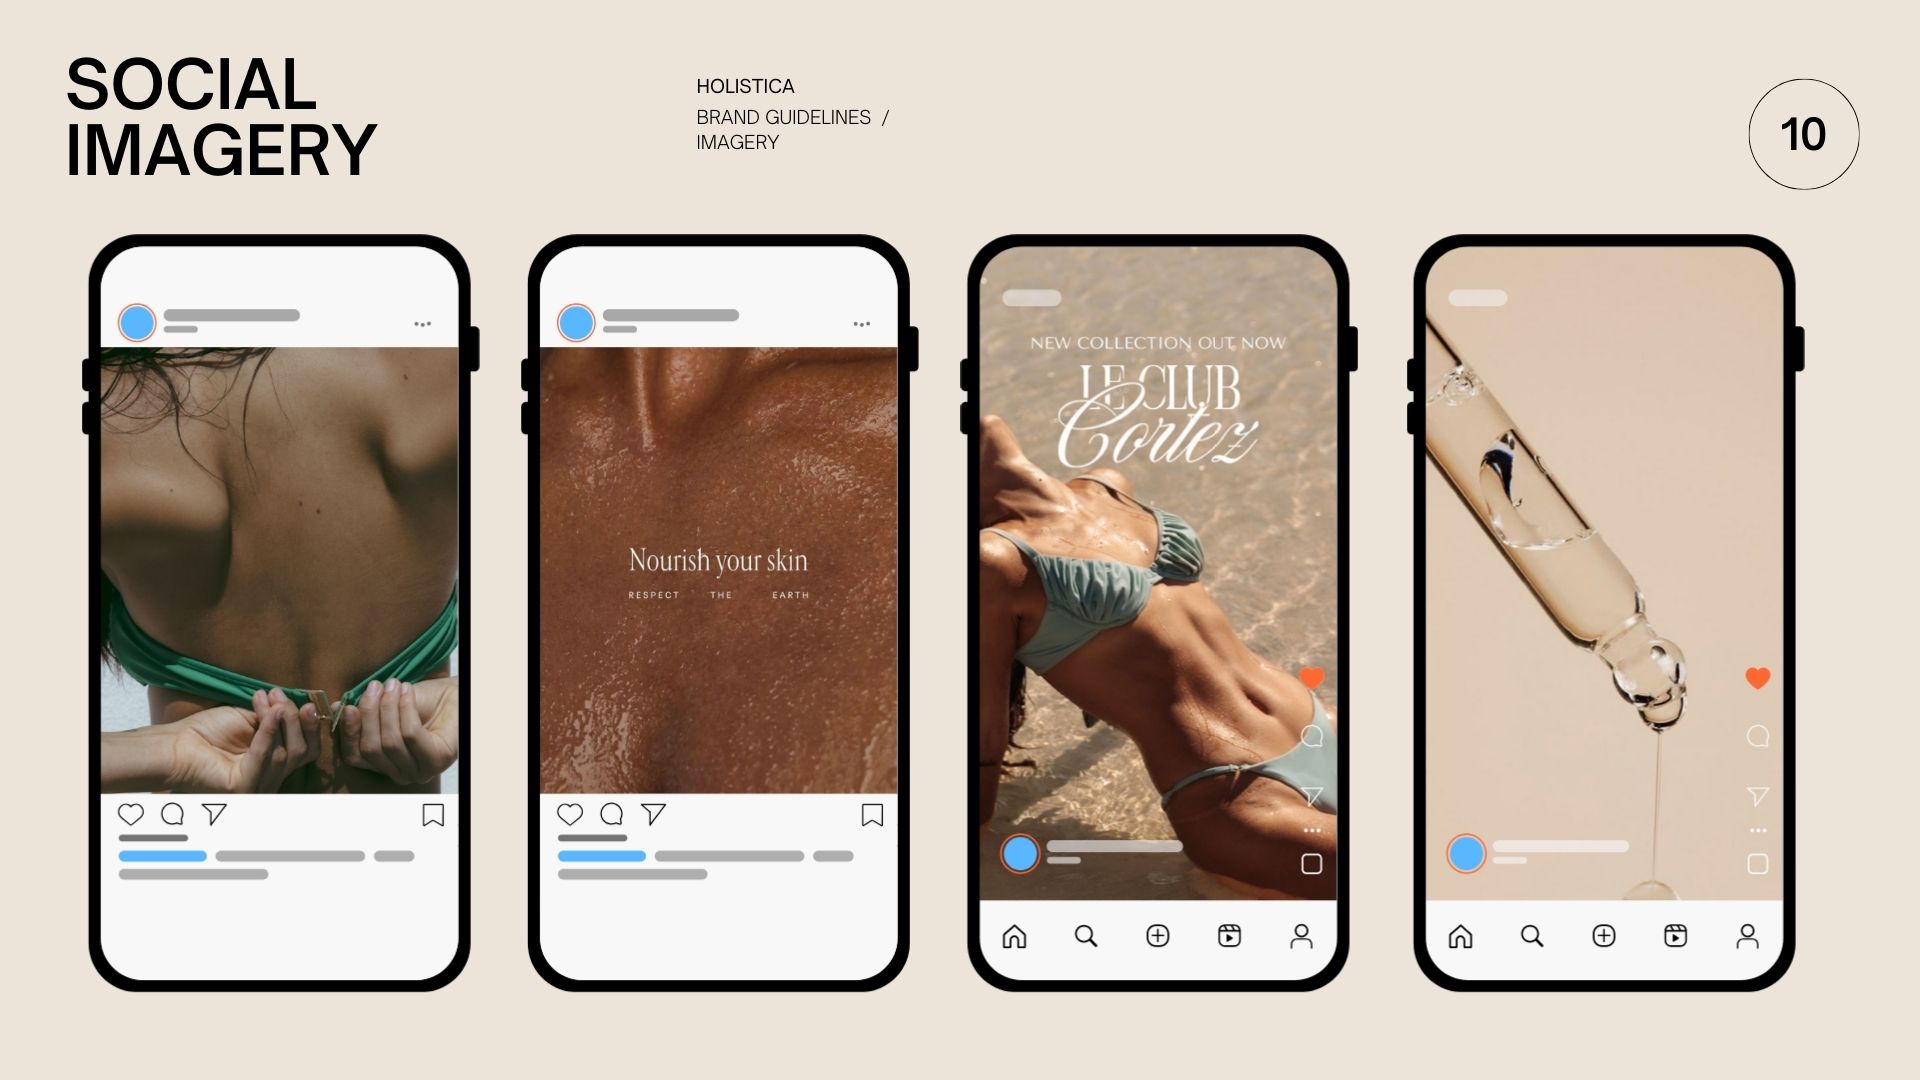 SOCIAL
IMAGERY
HOLISTICA
BRAND GUIDELINES /
IMAGERY
10
Nourish your skin
RESPECT THE EARTH
NEW COLLECTION OUT NOW
LE CLUB
Cortez